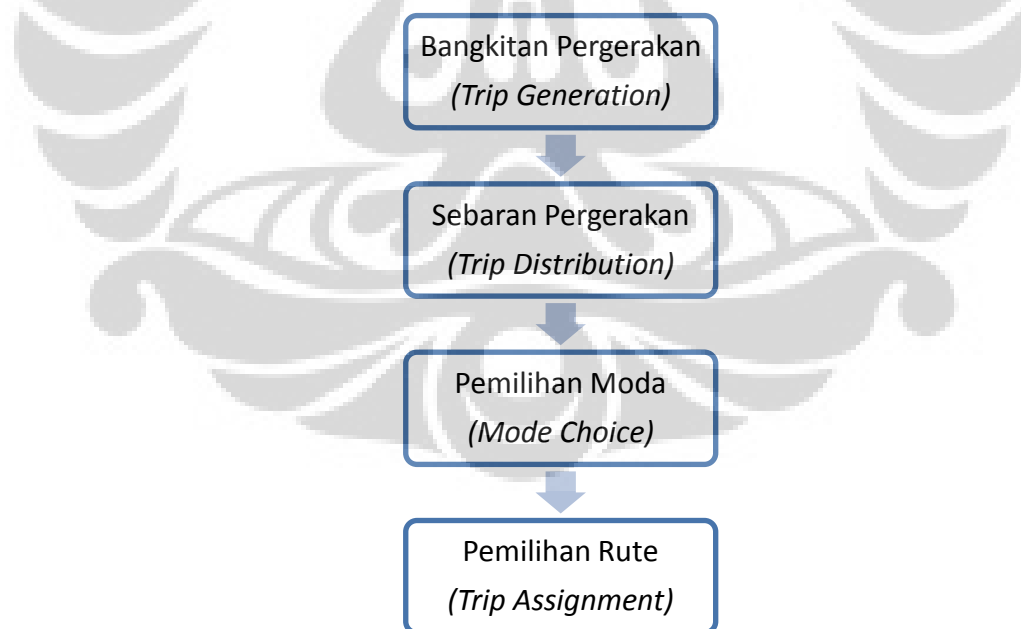 Bangkitan Pergerakan
(Trip Generation)
Sebaran Pergerakan
(Trip Distribution)
Pemilihan Moda
(Mode Choice)
Pemilihan Rute
(Trip Assignment)